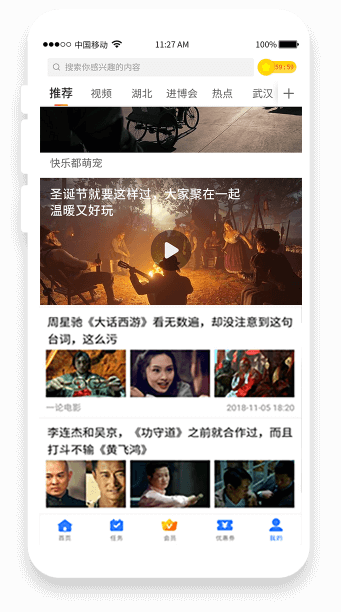 中国移动 11:27 AM 100%
搜索你感兴趣的内容 59:59
推荐 视频 湖北 进博会 热点 武汉 +
快乐都萌宠
圣诞节就要这样过，大家聚在一起
温暖又好玩
周星驰《大话西游》看无数遍，却没注意到这句
台词，这么污
一论电影 2018-11-05 18:20
李连杰和吴京，《功守道》之前就合作过，而且
打斗不输《黄飞鸿》
首页 任务 会员 优惠券 我的